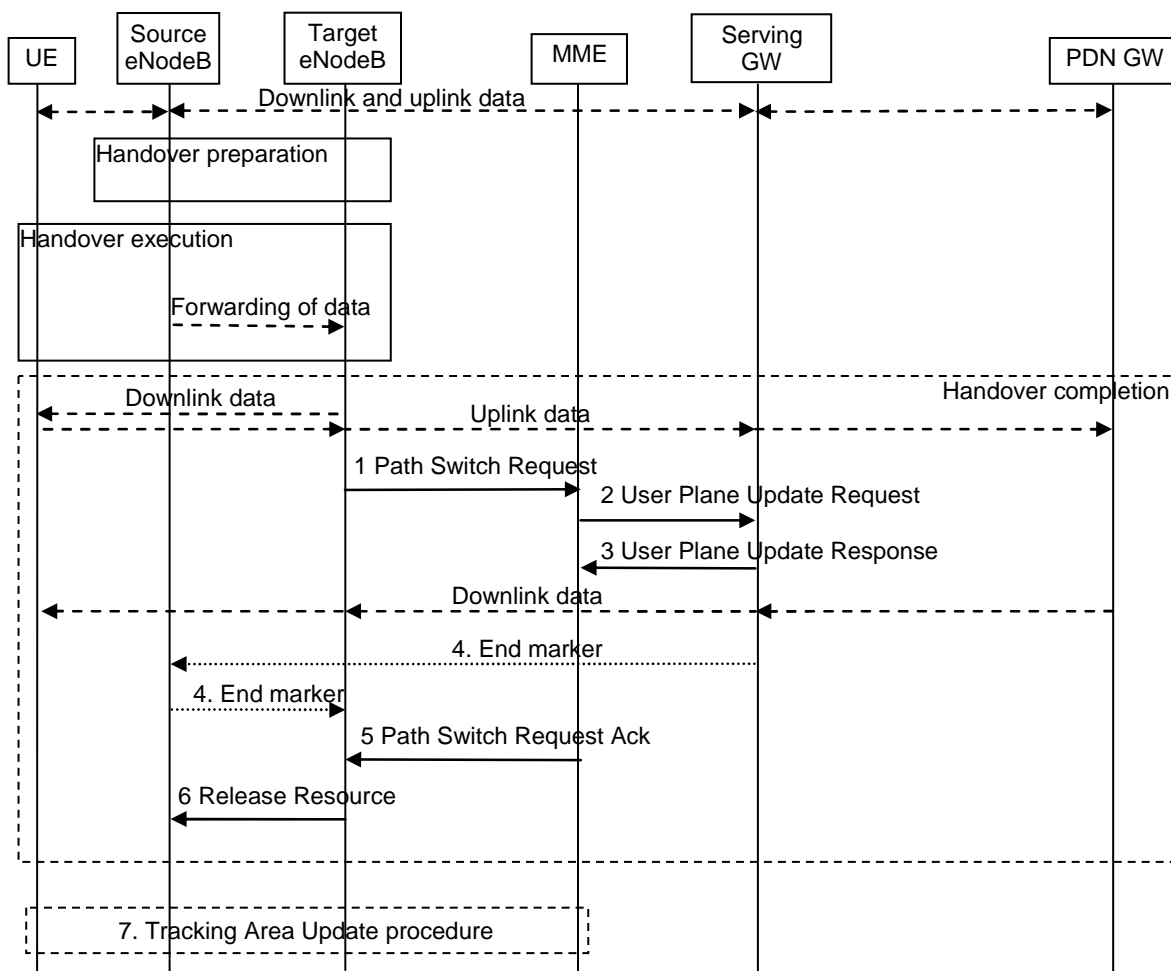 UE
Source
eNodeB
Target
eNodeB
MME
Serving
GW
PDN GW
Downlink and uplink data
Handover preparation
Handover execution
Forwarding of data
Handover completion
Downlink data
Uplink data
1 Path Switch Request
2 User Plane Update Request
3 User Plane Update Response
Downlink data
4. End marker
4. End marker
5 Path Switch Request Ack
6 Release Resource
7. Tracking Area Update procedure